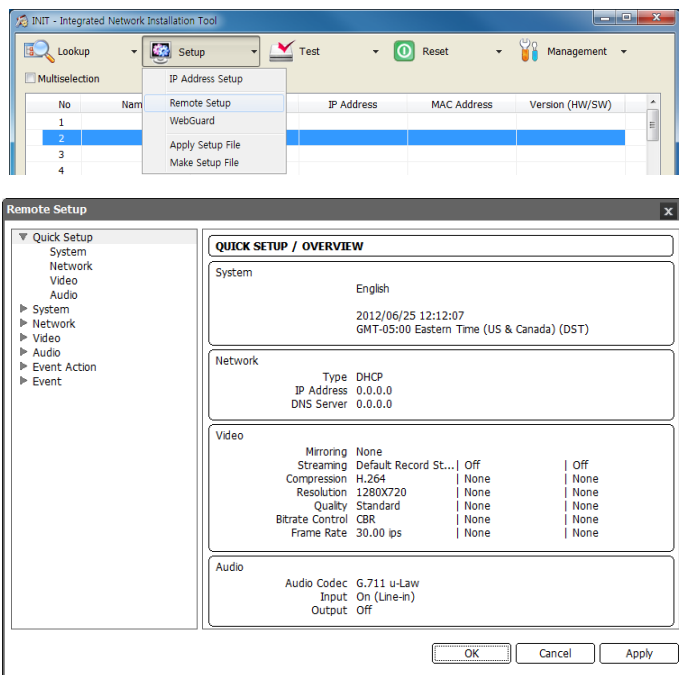 INIT - Integrated Network Installation Tool
Lookup Setup Test Reset Management
Multiselection IP Address Setup
No Nam Remote Setup IP Address MAC Address Version (HW/SW)
1 WebGuard
2
3 Apply Setup File
4 Make Setup File
Remote Setup x
Quick Setup
System
Network
Video
Audio
System
Network
Video
Audio
Event Action
Event
QUICK SETUP / OVERVIEW
System
English
2012/06/25 12:12:07
GMT-05:00 Eastern Time (US & Canada) (DST)
Network
Type DHCP
IP Address 0.0.0.0
DNS Server 0.0.0.0
Video
Mirroring None
Streaming Default Record St...| Off | Off
Compression H.264 | None | None
Resolution 1280X720 | None | None
Quality Standard | None | None
Bitrate Control CBR | None | None
Frame Rate 30.00 ips | None | None
Audio
Audio Codec G.711 u-Law
Input On (Line-in)
Output Off
OK Cancel Apply